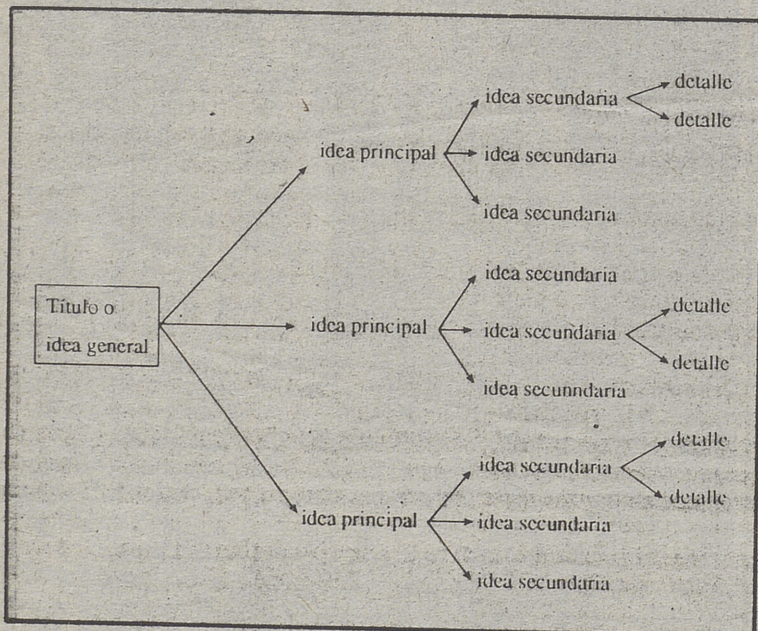 Título o
idea general
idea principal
idea secundaria
detalle
detalle
idea secundaria
idea secundaria
idea principal
idea secundaria
idea secundaria
detalle
detalle
idea secunndaria
idea principal
idea secundaria
detalle
detalle
idea secundaria
idea secundaria